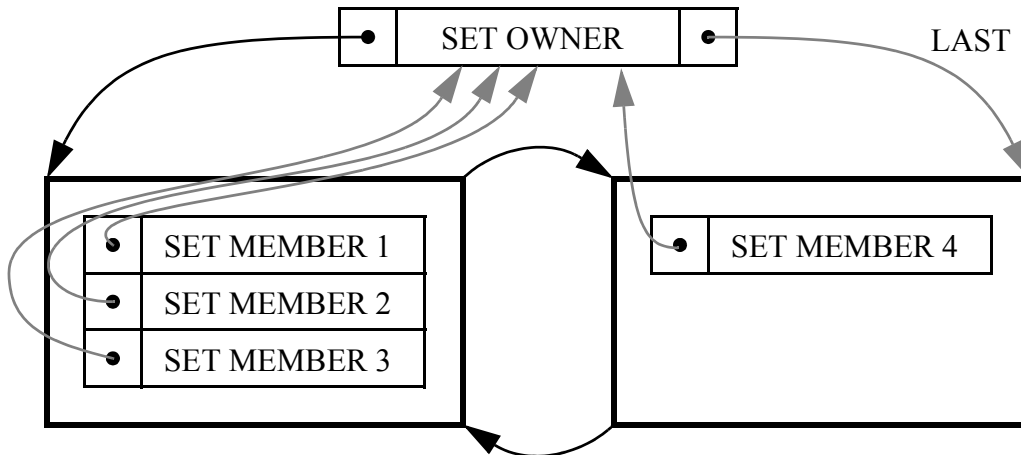 SET OWNER
LAST
SET MEMBER 1
SET MEMBER 2
SET MEMBER 3
SET MEMBER 4